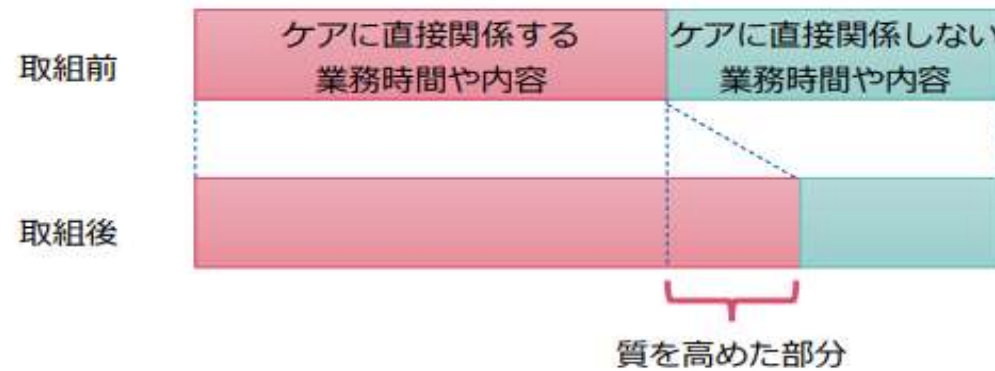 取組前
ケアに直接関係する
業務時間や内容
ケアに直接関係しない
業務時間や内容
取組後
質を高めた部分